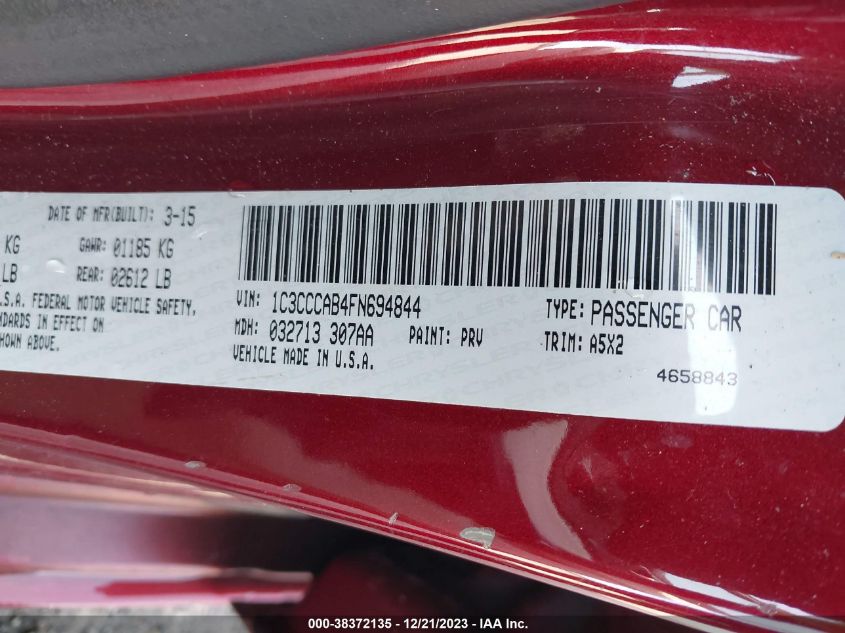 DATE OF MFR(BUILT): 3-15
KG GAWR: 01185 KG
LB REAR: 02612 LB
.S.A. FEDERAL MOTOR VEHICLE SAFETY,
NDARDS IN EFFECT ON
HOWN ABOVE.
VIN: 1C3CCCAB4FN694844 TYPE: PASSENGER CAR
MDH: 032713 307AA PAINT: PRV TRIM: A5X2
VEHICLE MADE IN U.S.A.
4658843
000-38372135 - 12/21/2023 - IAA Inc.